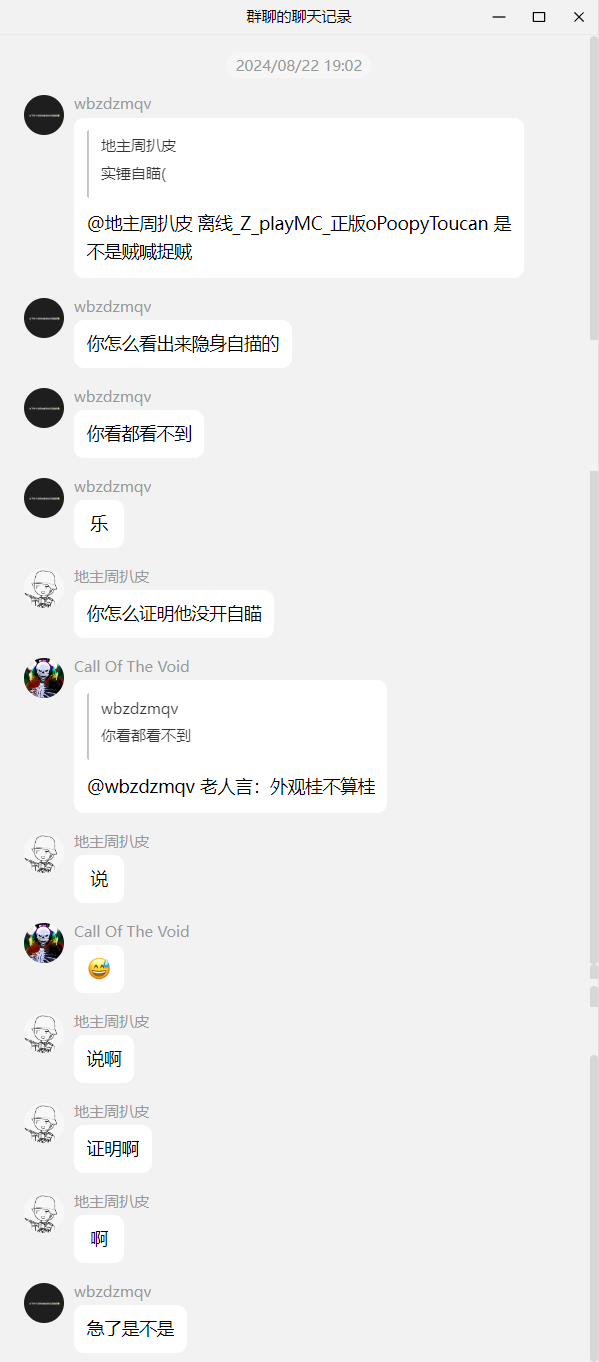 群聊的聊天记录
2024/08/22 19:02
wbzdzmqv
地主周扒皮
实锤自瞄(
@地主周扒皮 离线_Z_playMC_正版oPoopyToucan 是
不是贼喊捉贼
wbzdzmqv
你怎么看出来隐身自描的
wbzdzmqv
你看都看不到
wbzdzmqv
乐
地主周扒皮
你怎么证明他没开自瞄
Call Of The Void
wbzdzmqv
你看都看不到
@wbzdzmqv 老人言：外观桂不算桂
地主周扒皮
说
Call Of The Void
😅
地主周扒皮
说啊
地主周扒皮
证明啊
地主周扒皮
啊
wbzdzmqv
急了是不是